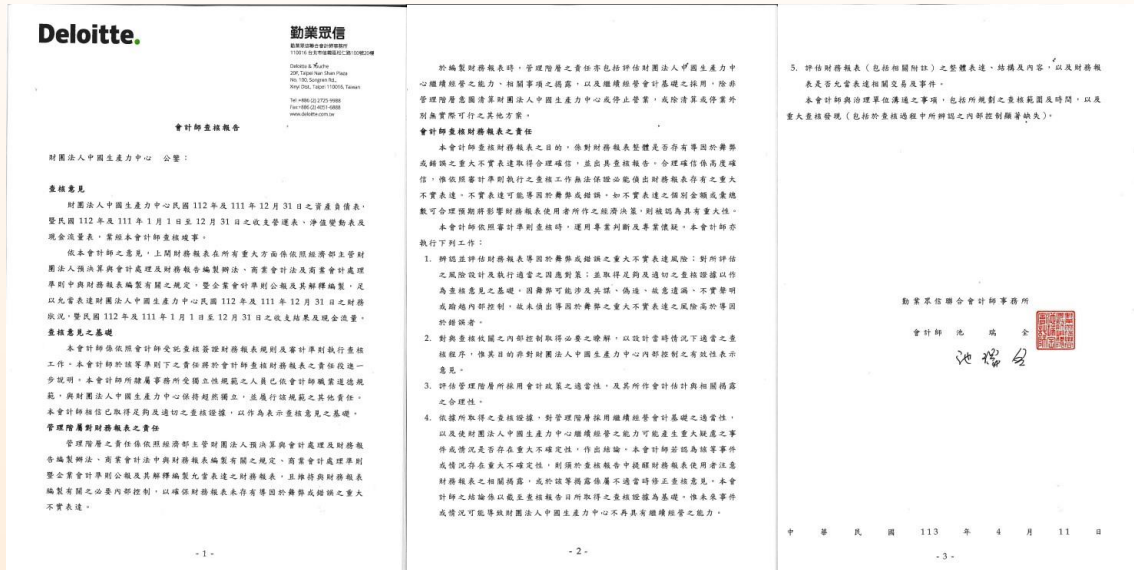 Deloitte.
勤業眾信
勤業眾信聯合會計師事務所
110016 台北市信義區松仁路100號20樓
Deloitte & Touche
20F, Taipei Nan Shan Plaza
No. 100, Songren Rd.,
Xinyi Dist., Taipei 110016, Taiwan
Tel :+886 (2) 2725-9988
Fax:+886 (2) 4051-6888
www.deloitte.com.tw
會計師查核報告
財團法人中國生產力中心 公鑒：
查核意見
財團法人中國生產力中心民國 112 年及 111 年 12 月 31 日之資產負債表，
暨民國 112 年及 111 年 1 月 1 日至 12 月 31 日之收支營運表、淨值變動表及
現金流量表，業經本會計師查核竣事。
依本會計師之意見，上開財務報表在所有重大方面係依照經濟部主管財
團法人預決算與會計處理及財務報告編製辦法、商業會計法及商業會計處理
準則中與財務報表編製有關之規定，暨企業會計準則公報及其解釋編製，足
以允當表達財團法人中國生產力中心民國 112 年及 111 年 12 月 31 日之財務
狀況，暨民國 112 年及 111 年 1 月 1 日至 12 月 31 日之收支結果及現金流量。
查核意見之基礎
本會計師係依照會計師受託查核簽證財務報表規則及審計準則執行查核
工作。本會計師於該等準則下之責任將於會計師查核財務報表之責任段進一
步說明。本會計師所隸屬事務所受獨立性規範之人員已依會計師職業道德規
範，與財團法人中國生產力中心保持超然獨立，並履行該規範之其他責任。
本會計師相信已取得足夠及適切之查核證據，以作為表示查核意見之基礎。
管理階層對財務報表之責任
管理階層之責任係依照經濟部主管財團法人預決算與會計處理及財務報
告編製辦法、商業會計法中與財務報表編製有關之規定、商業會計處理準則
暨企業會計準則公報及其解釋編製允當表達之財務報表，且維持與財務報表
編製有關之必要內部控制，以確保財務報表未存有導因於舞弊或錯誤之重大
不實表達。
- 1 -
於編製財務報表時，管理階層之責任亦包括評估財團法人中國生產力中
心繼續經營之能力、相關事項之揭露，以及繼續經營會計基礎之採用，除非
管理階層意圖清算財團法人中國生產力中心或停止營業，或除清算或停業外
別無實際可行之其他方案。
會計師查核財務報表之責任
本會計師查核財務報表之目的，係對財務報表整體是否存有導因於舞弊
或錯誤之重大不實表達取得合理確信，並出具查核報告。合理確信係高度確
信，惟依照審計準則執行之查核工作無法保證必能偵出財務報表存有之重大
不實表達。不實表達可能導因於舞弊或錯誤。如不實表達之個別金額或彙總
數可合理預期將影響財務報表使用者所作之經濟決策，則被認為具有重大性。
本會計師依照審計準則查核時，運用專業判斷及專業懷疑。本會計師亦
執行下列工作：
1. 辨認並評估財務報表導因於舞弊或錯誤之重大不實表達風險；對所評估
之風險設計及執行適當之因應對策；並取得足夠及適切之查核證據以作
為查核意見之基礎。因舞弊可能涉及共謀、偽造、故意遺漏、不實聲明
或踰越內部控制，故未偵出導因於舞弊之重大不實表達之風險高於導因
於錯誤者。
2. 對與查核攸關之內部控制取得必要之瞭解，以設計當時情況下適當之查
核程序，惟其目的非對財團法人中國生產力中心內部控制之有效性表示
意見。
3. 評估管理階層所採用會計政策之適當性，及其所作會計估計與相關揭露
之合理性。
4. 依據所取得之查核證據，對管理階層採用繼續經營會計基礎之適當性，
以及使財團法人中國生產力中心繼續經營之能力可能產生重大疑慮之事
件或情況是否存在重大不確定性，作出結論。本會計師若認為該等事件
或情況存在重大不確定性，則須於查核報告中提醒財務報表使用者注意
財務報表之相關揭露，或於該等揭露係屬不適當時修正查核意見。本會
計師之結論係以截至查核報告日所取得之查核證據為基礎。惟未來事件
或情況可能導致財團法人中國生產力中心不再具有繼續經營之能力。
- 2 -
5. 評估財務報表（包括相關附註）之整體表達、結構及內容，以及財務報
表是否允當表達相關交易及事件。
本會計師與治理單位溝通之事項，包括所規劃之查核範圍及時間，以及
重大查核發現（包括於查核過程中所辨認之內部控制顯著缺失）。
勤業眾信聯合會計師事務所
會計師 池 瑞 全
池瑞全
中 華 民 國 113 年 4 月 11 日
- 3 -